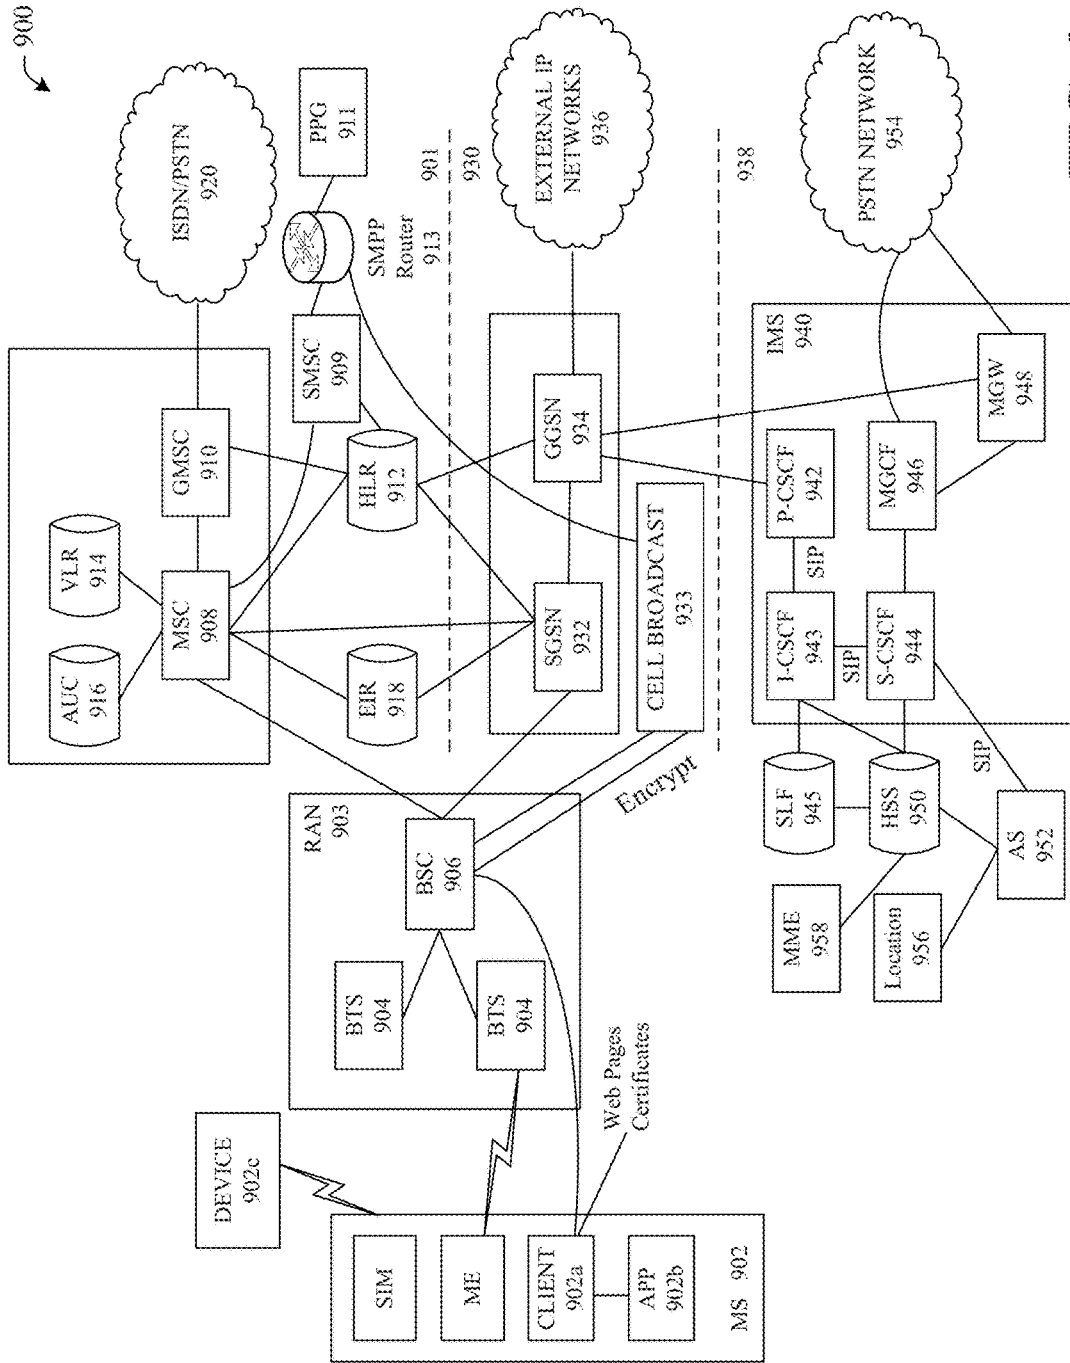 900
ISDN/PSTN
920
PPG
911
SMPP
Router
913
901
930
EXTERNAL IP
NETWORKS
936
938
PSTN NETWORK
954
VLR
914
AUC
916
MSC
908
GMSC
910
SMSC
909
HLR
912
EIR
918
SGSN
932
GGSN
934
CELL BROADCAST
933
Encrypt
IMS
940
P-CSCF
942
SIP
I-CSCF
943
SIP
S-CSCF
944
MGCF
946
MGW
948
SLF
945
HSS
950
SIP
AS
952
MME
958
Location
956
RAN
903
BSC
906
BTS
904
BTS
904
Web Pages
Certificates
DEVICE
902c
SIM
ME
CLIENT
902a
APP
902b
MS 902